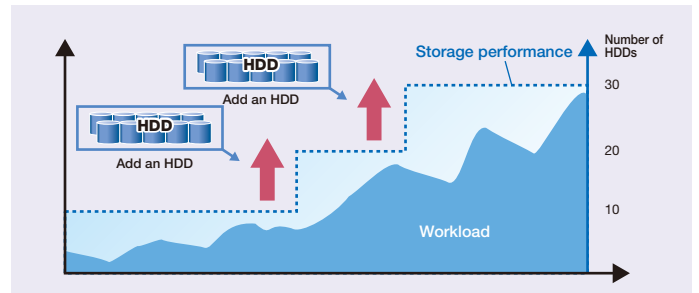 Number of
HDDs
Storage performance
HDD
Add an HDD
30
HDD
Add an HDD
20
10
Workload